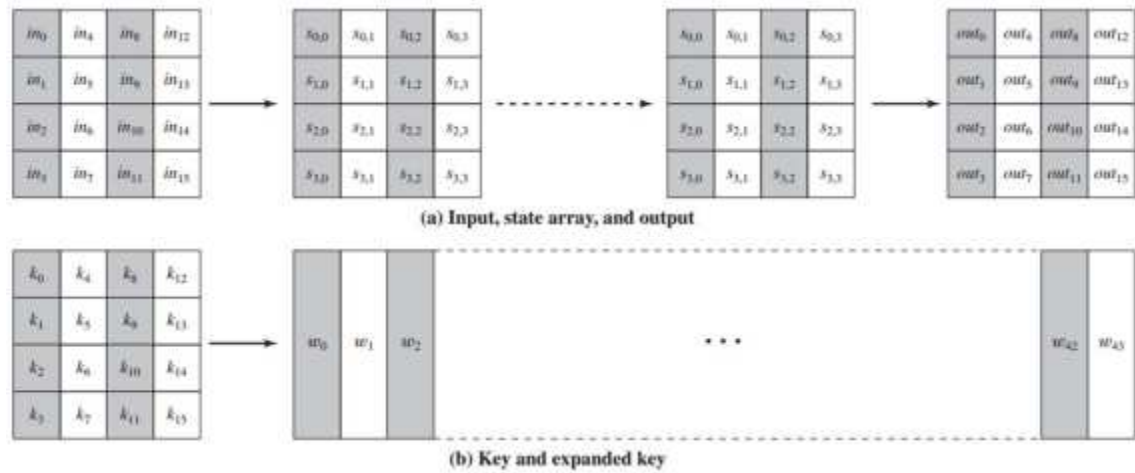 in₀ in₄ in₈ in₁₂ s₀,₀ s₀,₁ s₀,₂ s₀,₃ s₀,₀ s₀,₁ s₀,₂ s₀,₃ out₀ out₄ out₈ out₁₂
in₁ in₅ in₉ in₁₃ s₁,₀ s₁,₁ s₁,₂ s₁,₃ s₁,₀ s₁,₁ s₁,₂ s₁,₃ out₁ out₅ out₉ out₁₃
in₂ in₆ in₁₀ in₁₄ s₂,₀ s₂,₁ s₂,₂ s₂,₃ s₂,₀ s₂,₁ s₂,₂ s₂,₃ out₂ out₆ out₁₀ out₁₄
in₃ in₇ in₁₁ in₁₅ s₃,₀ s₃,₁ s₃,₂ s₃,₃ s₃,₀ s₃,₁ s₃,₂ s₃,₃ out₃ out₇ out₁₁ out₁₅
(a) Input, state array, and output
k₀ k₄ k₈ k₁₂
k₁ k₅ k₉ k₁₃
w₀ w₁ w₂ • • • w₄₂ w₄₃
k₂ k₆ k₁₀ k₁₄
k₃ k₇ k₁₁ k₁₅
(b) Key and expanded key